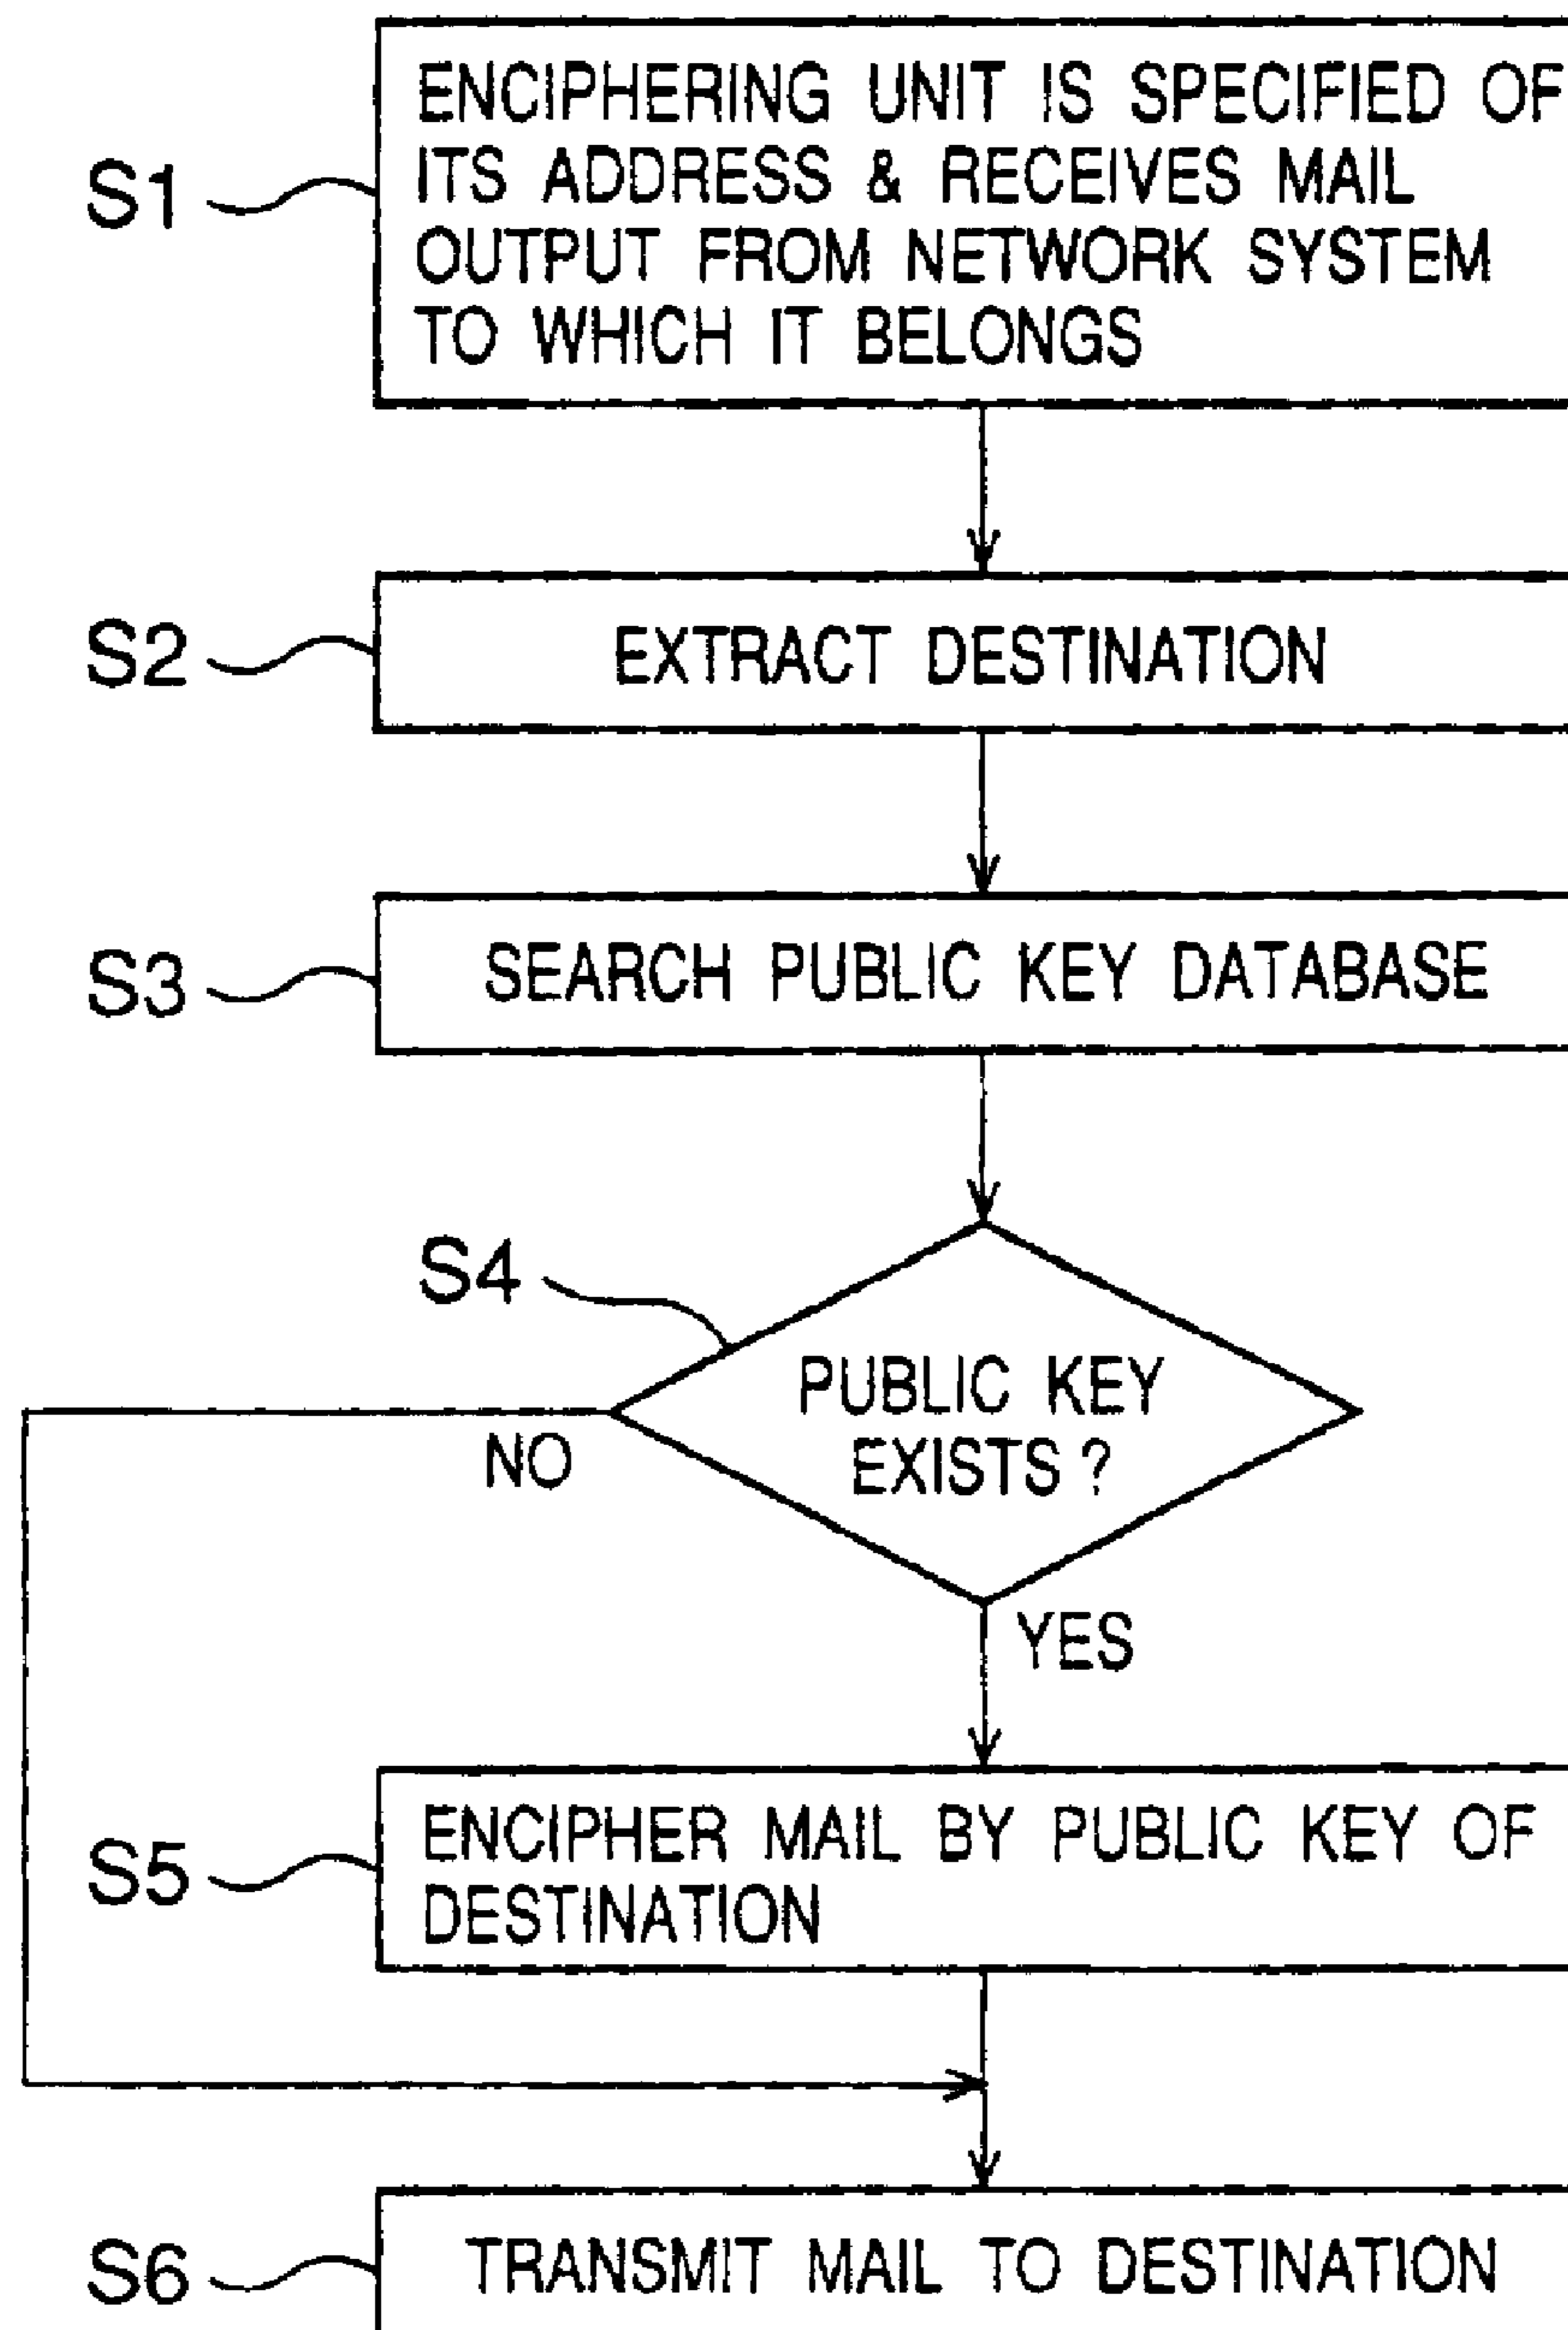 S1
ENCIPHERING UNIT IS SPECIFIED OF
ITS ADDRESS & RECEIVES MAIL
OUTPUT FROM NETWORK SYSTEM
TO WHICH IT BELONGS
S2
EXTRACT DESTINATION
S3
SEARCH PUBLIC KEY DATABASE
S4
PUBLIC KEY
EXISTS ?
NO
YES
S5
ENCIPHER MAIL BY PUBLIC KEY OF
DESTINATION
S6
TRANSMIT MAIL TO DESTINATION